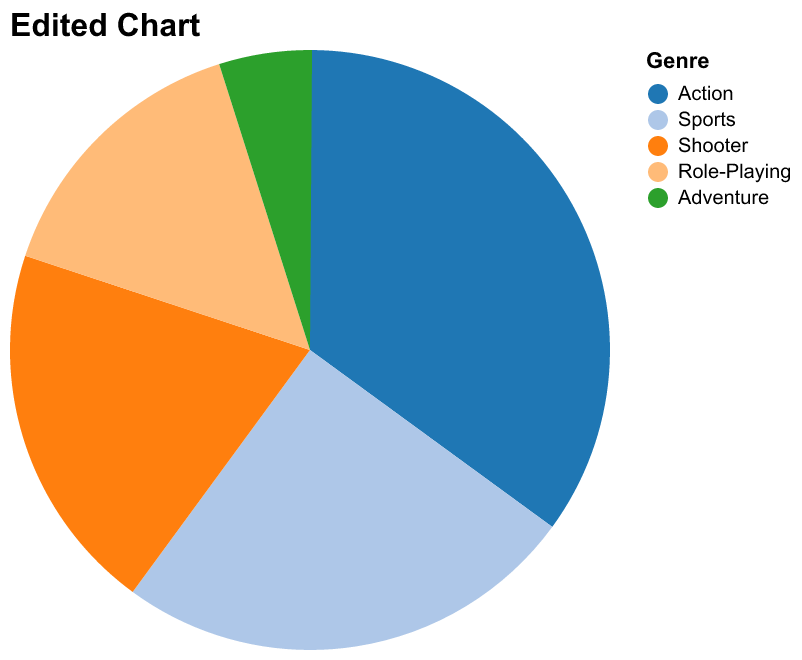 Edited Chart
Genre
Action
Sports
Shooter
Role-Playing
Adventure